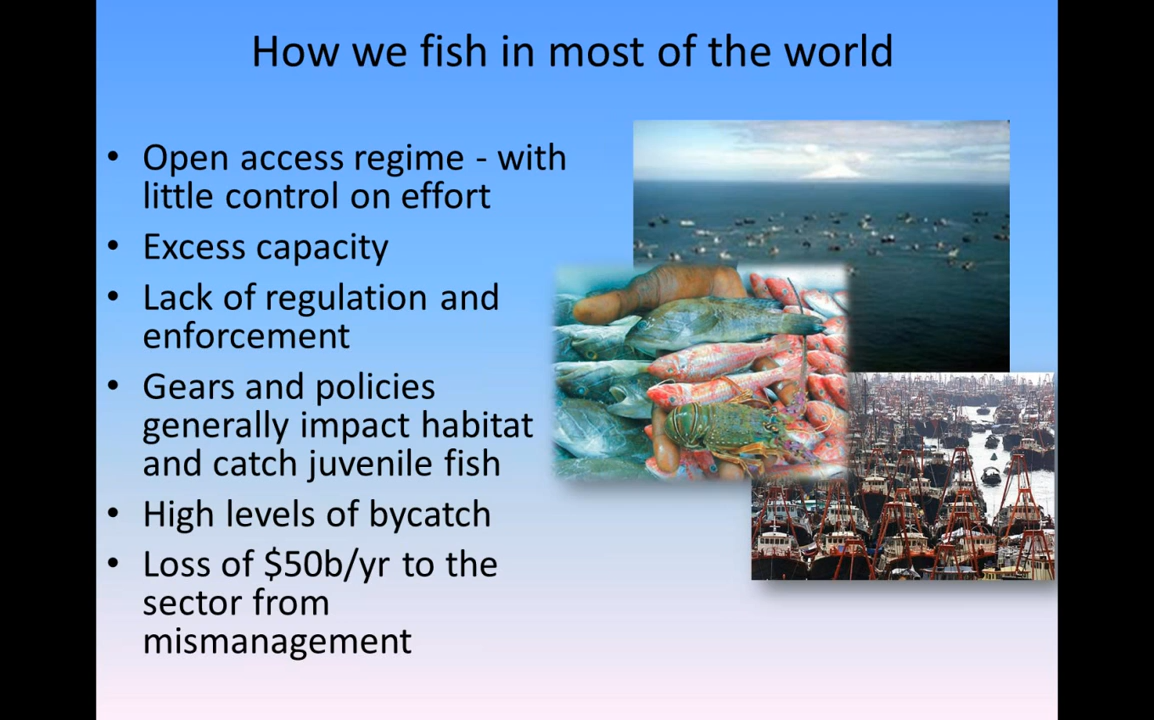 How we fish in most of the world
• Open access regime - with
little control on effort
• Excess capacity
• Lack of regulation and
enforcement
• Gears and policies
generally impact habitat
and catch juvenile fish
• High levels of bycatch
• Loss of $50b/yr to the
sector from
mismanagement